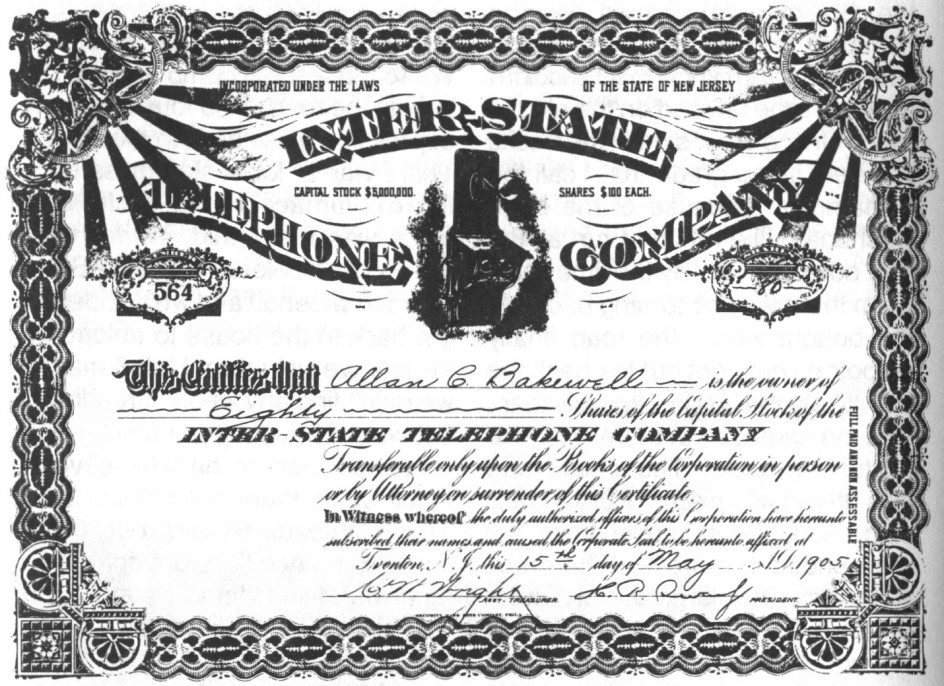 INCORPORATED UNDER THE LAWS OF THE STATE OF NEW JERSEY
INTER-STATE
TELEPHONE COMPANY
CAPITAL STOCK $5,000,000. SHARES $100 EACH.
564 80
This Certifies that Allan C. Bakewell is the owner of
Eighty Shares of the Capital Stock of the
INTER-STATE TELEPHONE COMPANY
Transferable only upon the Books of the Corporation, in person
or by Attorney on surrender of this Certificate.
In Witness whereof, the duly authorized officers of this Corporation have hereunto
subscribed their names and caused the Corporate Seal to be hereunto affixed at
Trenton, N. J. this 15th day of May A.D. 1905
Wright TREASURER PRESIDENT.
FULL PAID AND NON ASSESSABLE